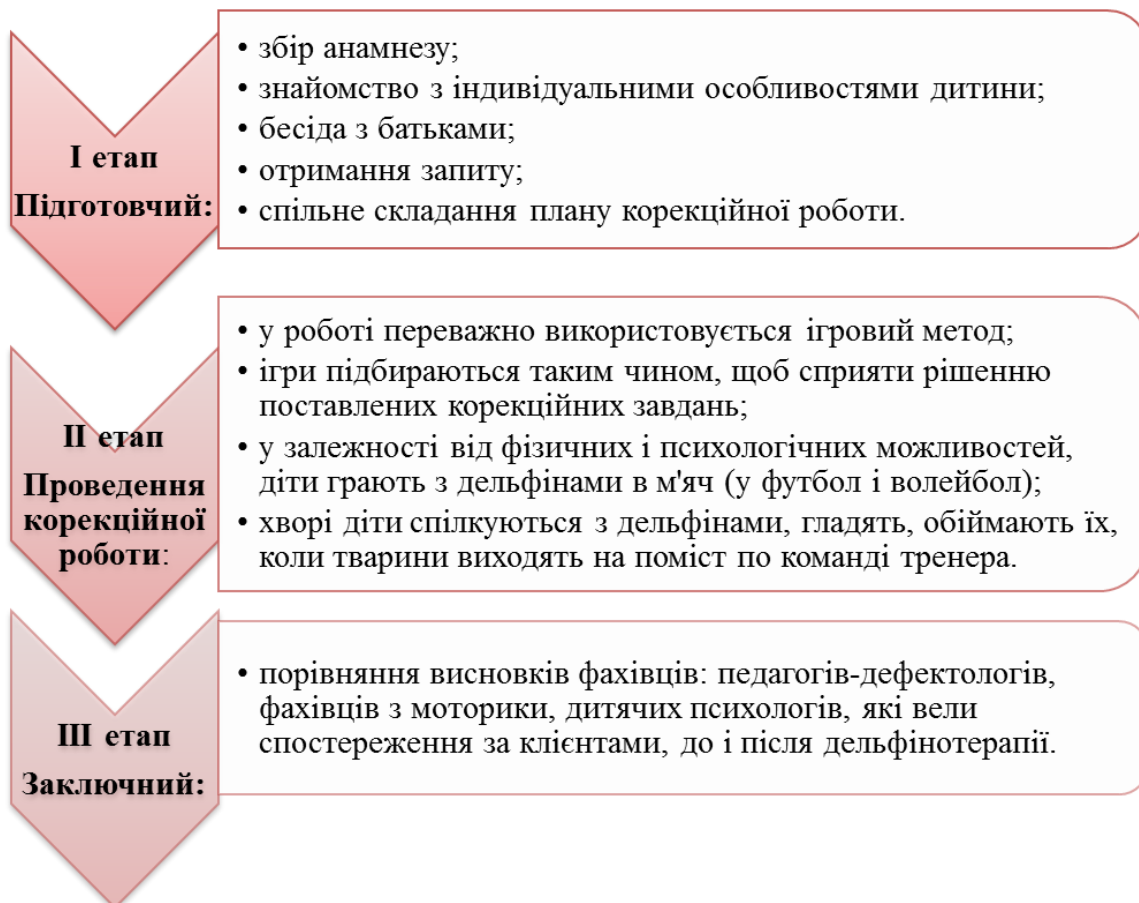 І етап
Підготовчий:
• збір анамнезу;
• знайомство з індивідуальними особливостями дитини;
• бесіда з батьками;
• отримання запиту;
• спільне складання плану корекційної роботи.
ІІ етап
Проведення
корекційної
роботи:
• у роботі переважно використовується ігровий метод;
• ігри підбираються таким чином, щоб сприяти рішенню
поставлених корекційних завдань;
• у залежності від фізичних і психологічних можливостей,
діти грають з дельфінами в м'яч (у футбол і волейбол);
• хворі діти спілкуються з дельфінами, гладять, обіймають їх,
коли тварини виходять на поміст по команді тренера.
ІІІ етап
Заключний:
• порівняння висновків фахівців: педагогів-дефектологів,
фахівців з моторики, дитячих психологів, які вели
спостереження за клієнтами, до і після дельфінотерапії.